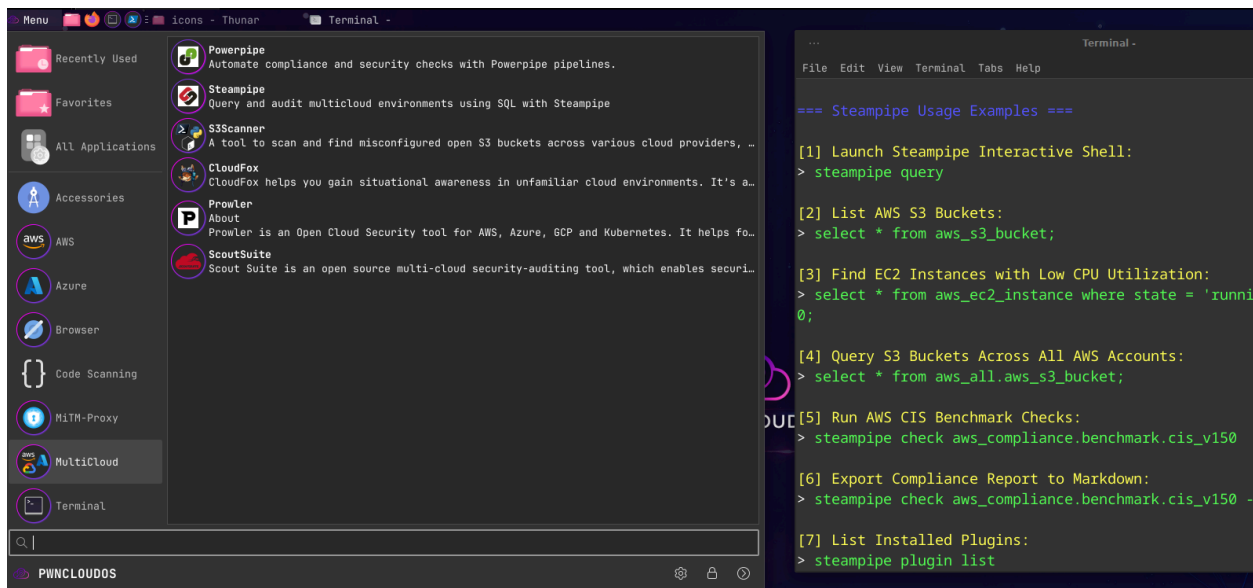 Menu
icons - Thunar
Terminal -
Recently Used
Favorites
All Applications
Accessories
aws
AWS
Azure
Browser
Code Scanning
MiTM-Proxy
aws
MultiCloud
Terminal
Powerpipe
Automate compliance and security checks with Powerpipe pipelines.
Steampipe
Query and audit multicloud environments using SQL with Steampipe
S3Scanner
A tool to scan and find misconfigured open S3 buckets across various cloud providers, …
CloudFox
CloudFox helps you gain situational awareness in unfamiliar cloud environments. It's a…
Prowler
About
Prowler is an Open Cloud Security tool for AWS, Azure, GCP and Kubernetes. It helps fo…
ScoutSuite
Scout Suite is an open source multi-cloud security-auditing tool, which enables securi…
PWNCLOUDOS
Terminal -
File Edit View Terminal Tabs Help
=== Steampipe Usage Examples ===
[1] Launch Steampipe Interactive Shell:
> steampipe query
[2] List AWS S3 Buckets:
> select * from aws_s3_bucket;
[3] Find EC2 Instances with Low CPU Utilization:
> select * from aws_ec2_instance where state = 'runni
0;
[4] Query S3 Buckets Across All AWS Accounts:
> select * from aws_all.aws_s3_bucket;
[5] Run AWS CIS Benchmark Checks:
> steampipe check aws_compliance.benchmark.cis_v150
[6] Export Compliance Report to Markdown:
> steampipe check aws_compliance.benchmark.cis_v150 -
[7] List Installed Plugins:
> steampipe plugin list